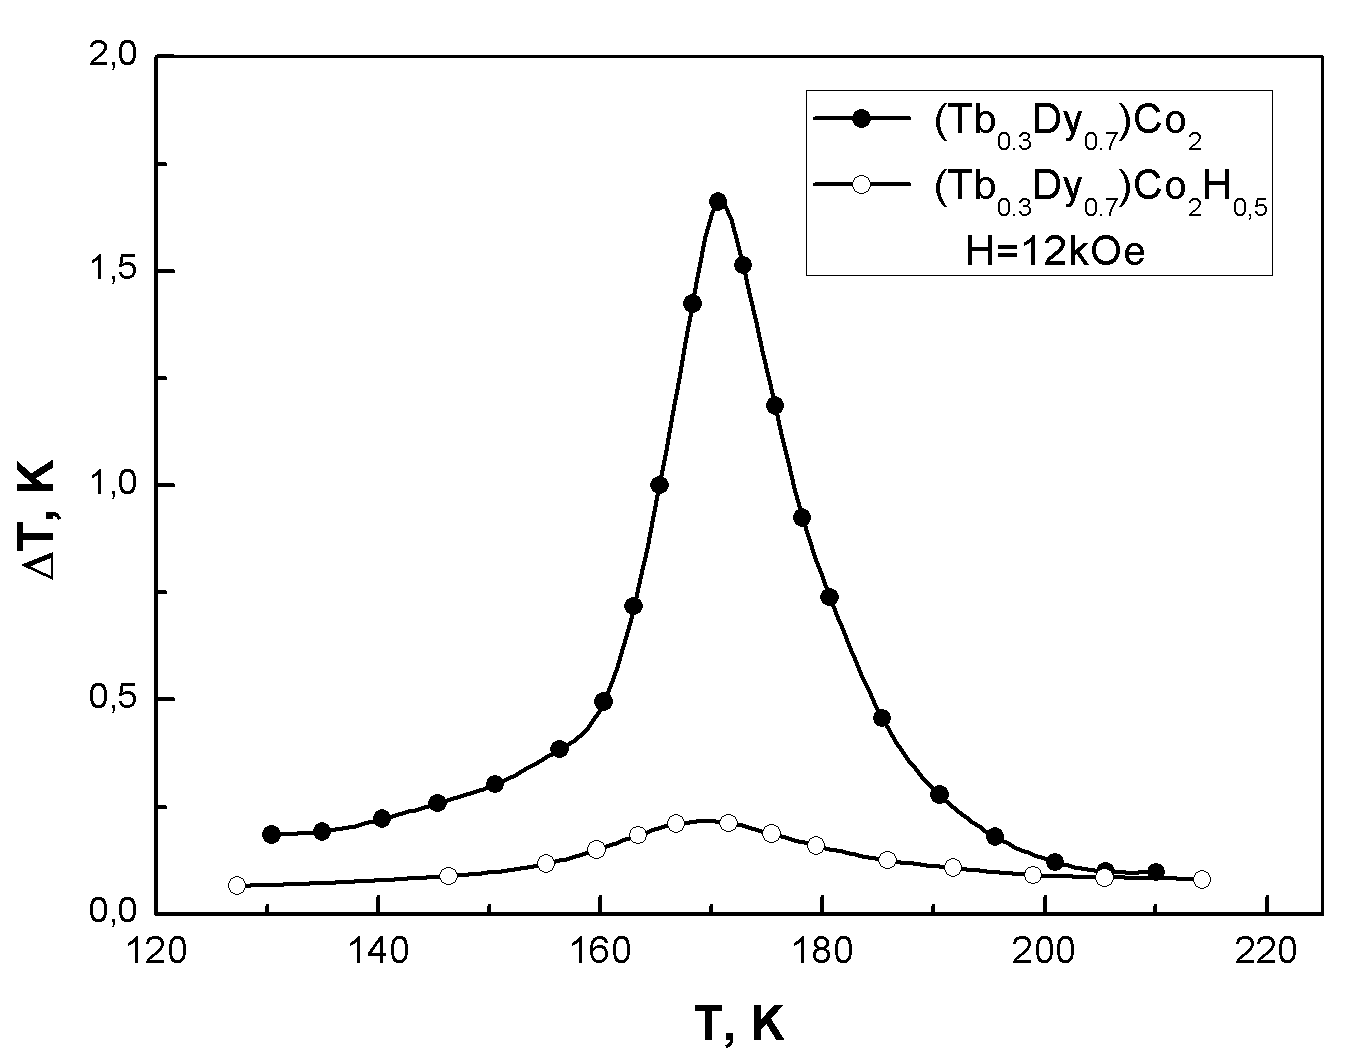 2,0
1,5
1,0
0,5
0,0
ΔT, K
120 140 160 180 200 220
T, K
(Tb0.3Dy0.7)Co2
(Tb0.3Dy0.7)Co2H0,5
H=12kOe